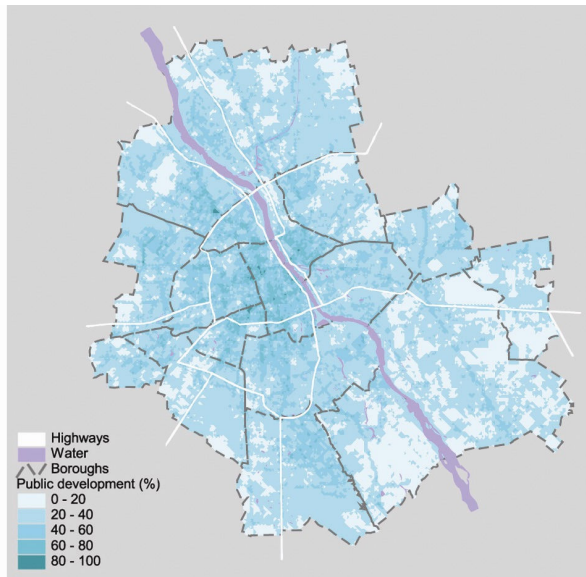 Highways
Water
Boroughs
Public development (%)
0 - 20
20 - 40
40 - 60
60 - 80
80 - 100